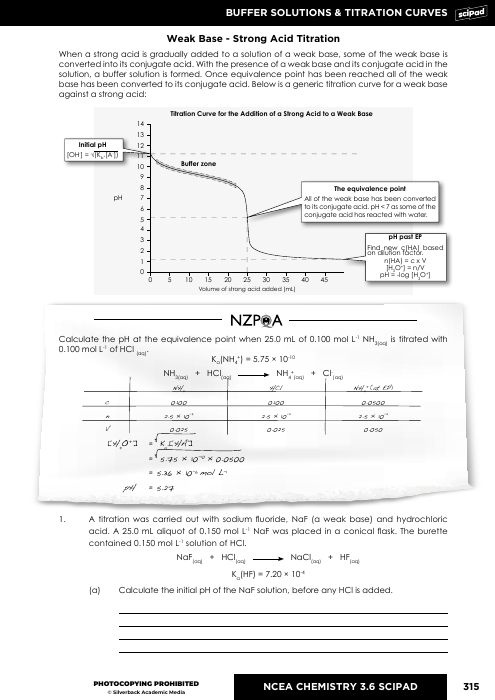 BUFFER SOLUTIONS & TITRATION CURVES
scipad
Weak Base - Strong Acid Titration
When a strong acid is gradually added to a solution of a weak base, some of the weak base is
converted into its conjugate acid. With the presence of a weak base and its conjugate acid in the
solution, a buffer solution is formed. Once equivalence point has been reached all of the weak
base has been converted to its conjugate acid. Below is a generic titration curve for a weak base
against a strong acid:
Titration Curve for the Addition of a Strong Acid to a Weak Base
14
13
12
11
10
9
8
7
6
5
4
3
2
1
0
pH
0 5 10 15 20 25 30 35 40 45
Volume of strong acid added (mL)
Initial pH
Buffer zone
The equivalence point
All of the weak base has been converted
to its conjugate acid. pH < 7 as some of the
conjugate acid has reacted with water.
pH past EP
Find new c(HA) based
on dilution factor.
n(HA) = c x V
[H₃O⁺] = n/V
pH = -log [H₃O⁺]
NZPQA
Calculate the pH at the equivalence point when 25.0 mL of 0.100 mol L⁻¹ NH₃(aq) is titrated with
0.100 mol L⁻¹ of HCl (aq).
Kₐ(NH₄⁺) = 5.75 × 10⁻¹⁰
NH₃(aq) + HCl(aq) ⟶ NH₄⁺(aq) + Cl⁻(aq)
NH₃ HCl NH₄⁺ (at EP)
c 0.100 0.100 0.0500
n 2.5 × 10⁻³ 2.5 × 10⁻³ 2.5 × 10⁻³
V 0.025 0.025 0.050
[H₃O⁺] = √K [HA]
= √5.75 × 10⁻¹⁰ × 0.0500
= 5.36 × 10⁻⁶ mol L⁻¹
pH = 5.27
1. A titration was carried out with sodium fluoride, NaF (a weak base) and hydrochloric
acid. A 25.0 mL aliquot of 0.150 mol L⁻¹ NaF was placed in a conical flask. The burette
contained 0.150 mol L⁻¹ solution of HCl.
NaF(aq) + HCl(aq) ⟶ NaCl(aq) + HF(aq)
Kₐ(HF) = 7.20 × 10⁻⁴
(a) Calculate the initial pH of the NaF solution, before any HCl is added.
PHOTOCOPYING PROHIBITED
© Silverback Academic Media
NCEA CHEMISTRY 3.6 SCIPAD
315